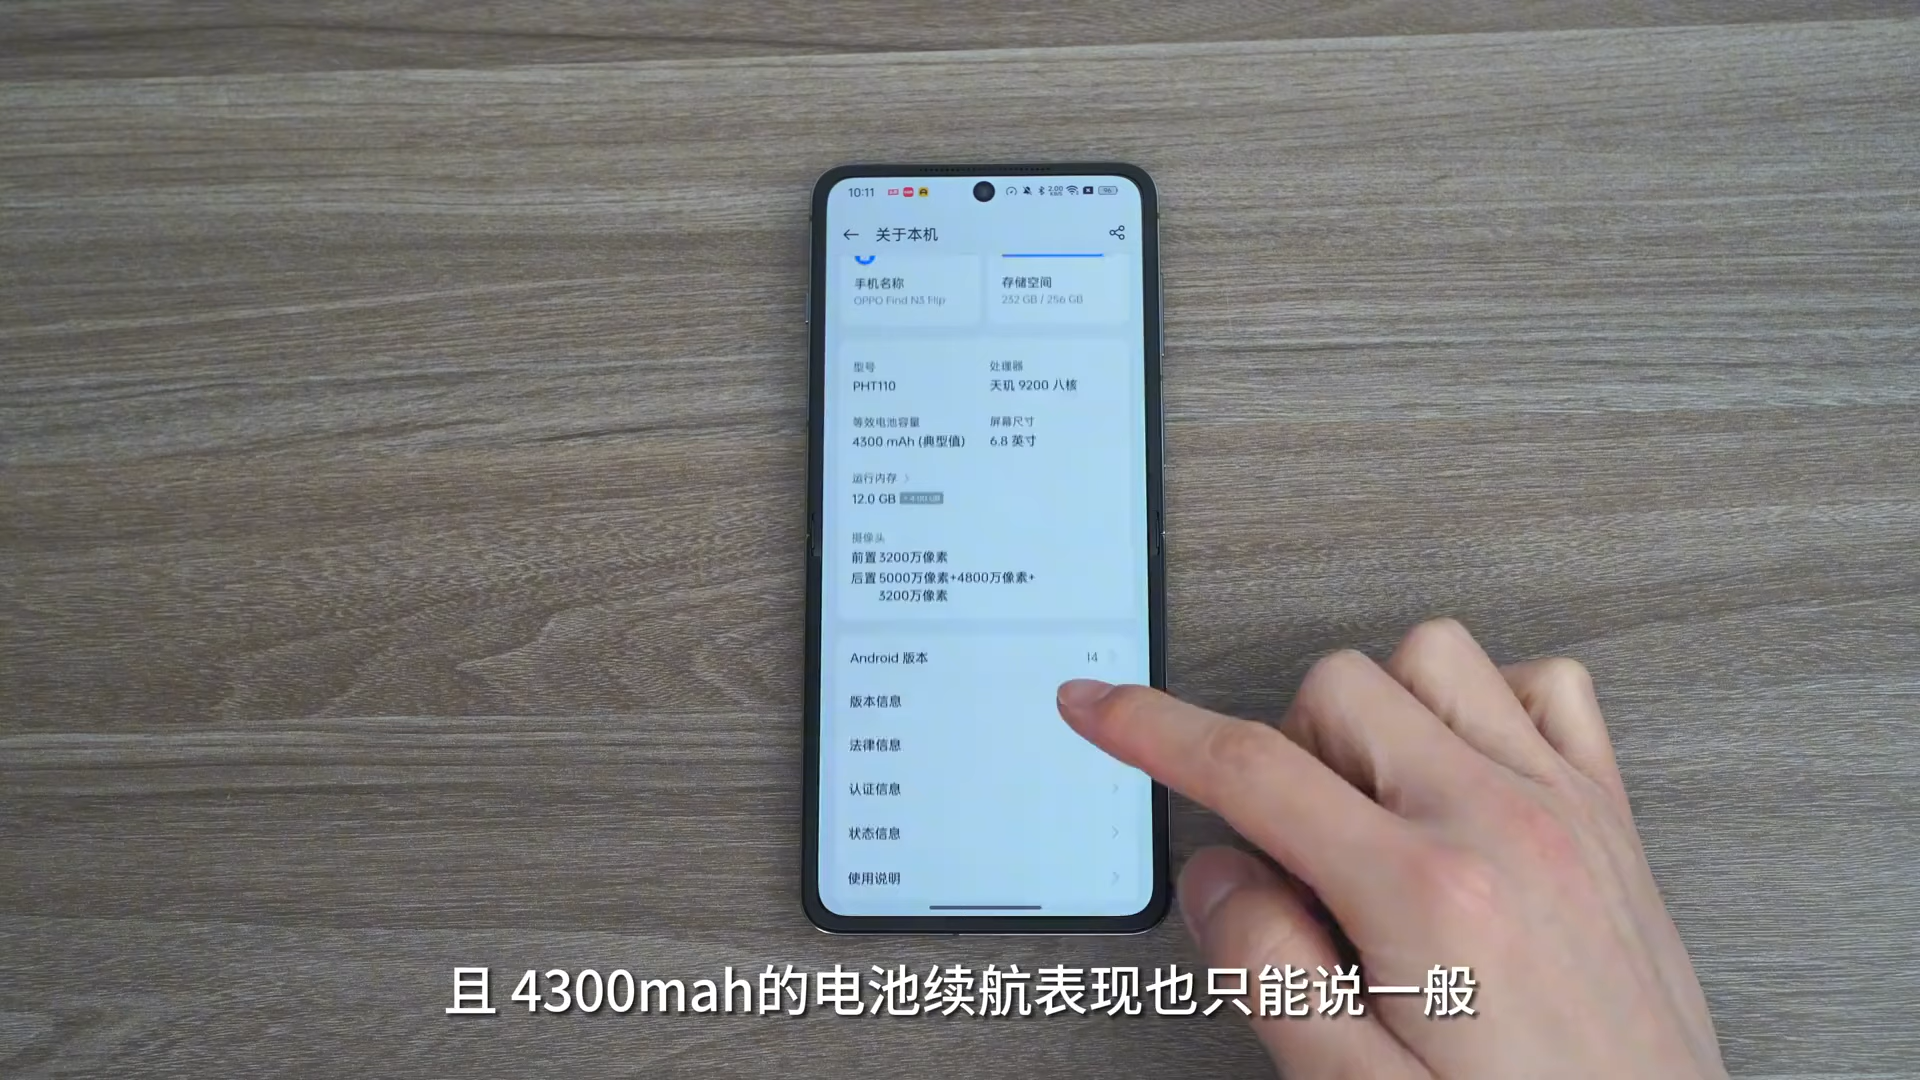 10:11
关于本机
手机名称
OPPO Find N3 Flip
存储空间
232 GB / 256 GB
型号
PHT110
处理器
天玑 9200 八核
等效电池容量
4300 mAh (典型值)
屏幕尺寸
6.8 英寸
运行内存
12.0 GB
摄像头
前置 3200万像素
后置 5000万像素+4800万像素+
3200万像素
Android 版本
14
版本信息
法律信息
认证信息
状态信息
使用说明
且 4300mah的电池续航表现也只能说一般